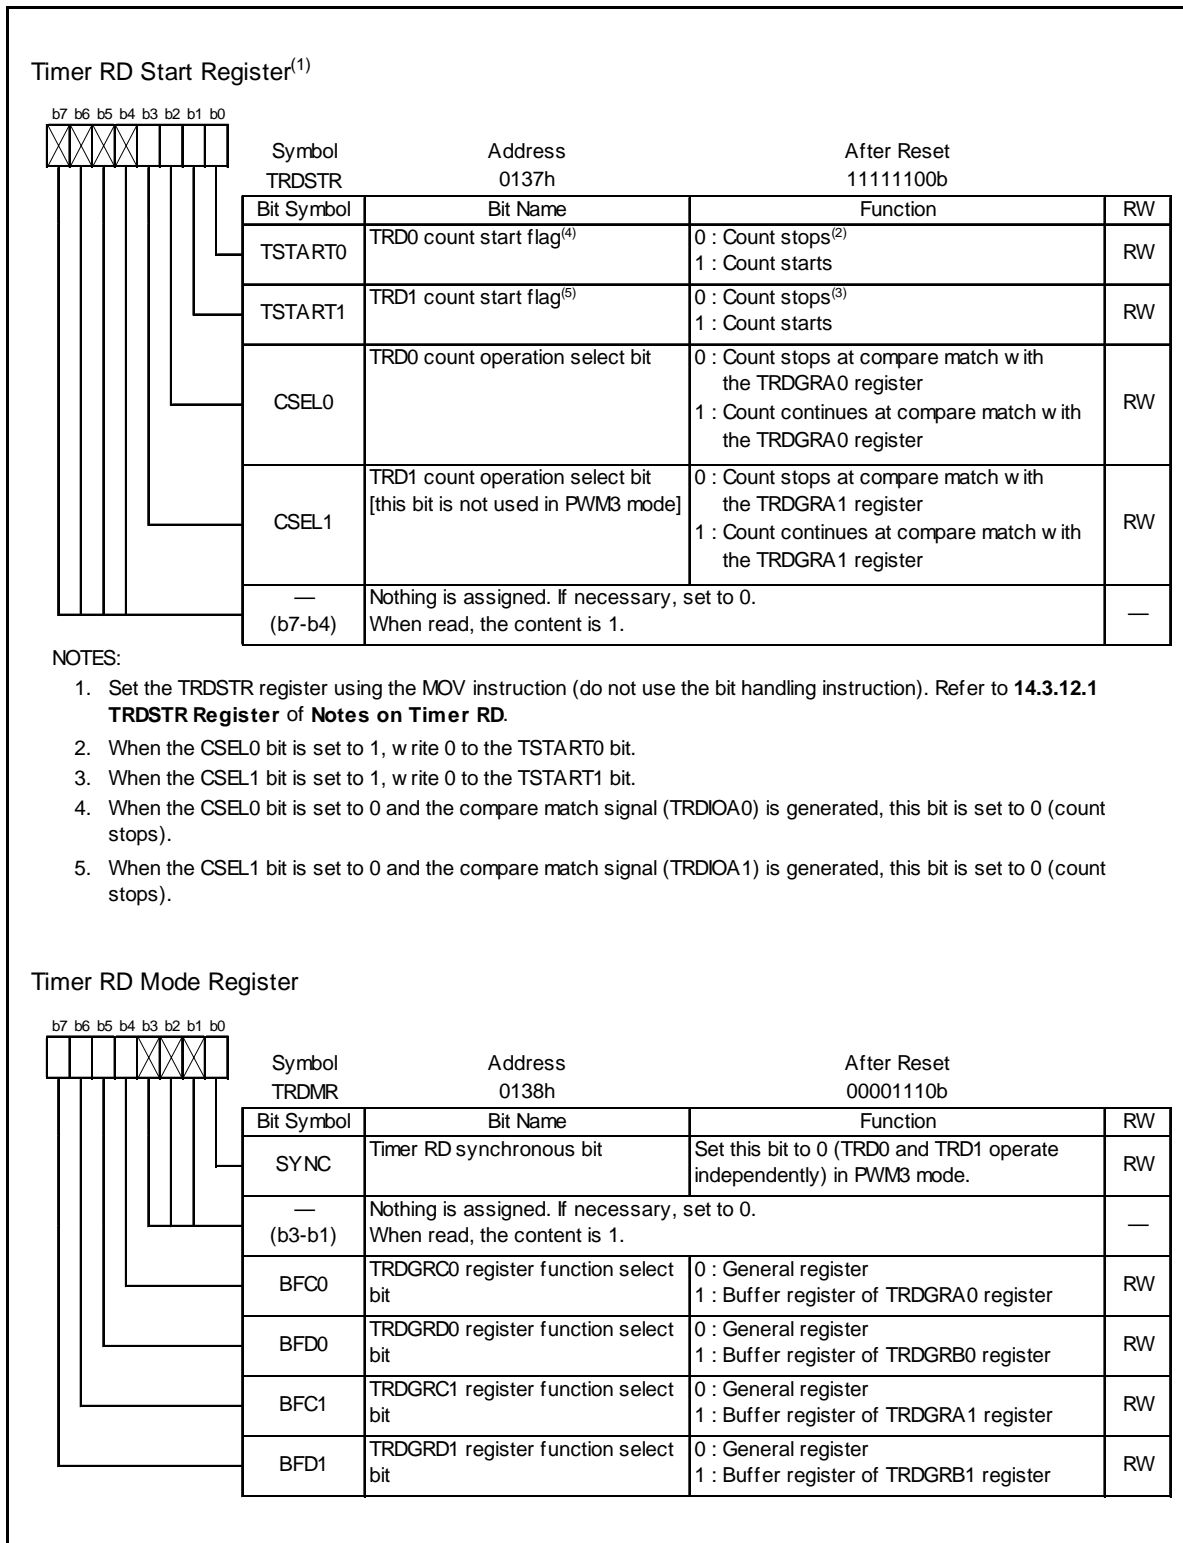 Timer RD Start Register(1)
b7 b6 b5 b4 b3 b2 b1 b0
Symbol Address After Reset
TRDSTR 0137h 11111100b
Bit Symbol Bit Name Function RW
TSTART0 TRD0 count start flag(4) 0 : Count stops(2) RW
1 : Count starts
TSTART1 TRD1 count start flag(5) 0 : Count stops(3) RW
1 : Count starts
CSEL0 TRD0 count operation select bit 0 : Count stops at compare match with RW
the TRDGRA0 register
1 : Count continues at compare match with
the TRDGRA0 register
CSEL1 TRD1 count operation select bit 0 : Count stops at compare match with RW
[this bit is not used in PWM3 mode] the TRDGRA1 register
1 : Count continues at compare match with
the TRDGRA1 register
— Nothing is assigned. If necessary, set to 0. —
(b7-b4) When read, the content is 1.
NOTES:
1. Set the TRDSTR register using the MOV instruction (do not use the bit handling instruction). Refer to 14.3.12.1
TRDSTR Register of Notes on Timer RD.
2. When the CSEL0 bit is set to 1, write 0 to the TSTART0 bit.
3. When the CSEL1 bit is set to 1, write 0 to the TSTART1 bit.
4. When the CSEL0 bit is set to 0 and the compare match signal (TRDIOA0) is generated, this bit is set to 0 (count
stops).
5. When the CSEL1 bit is set to 0 and the compare match signal (TRDIOA1) is generated, this bit is set to 0 (count
stops).
Timer RD Mode Register
b7 b6 b5 b4 b3 b2 b1 b0
Symbol Address After Reset
TRDMR 0138h 00001110b
Bit Symbol Bit Name Function RW
SYNC Timer RD synchronous bit Set this bit to 0 (TRD0 and TRD1 operate RW
independently) in PWM3 mode.
— Nothing is assigned. If necessary, set to 0. —
(b3-b1) When read, the content is 1.
BFC0 TRDGRC0 register function select 0 : General register RW
bit 1 : Buffer register of TRDGRA0 register
BFD0 TRDGRD0 register function select 0 : General register RW
bit 1 : Buffer register of TRDGRB0 register
BFC1 TRDGRC1 register function select 0 : General register RW
bit 1 : Buffer register of TRDGRA1 register
BFD1 TRDGRD1 register function select 0 : General register RW
bit 1 : Buffer register of TRDGRB1 register